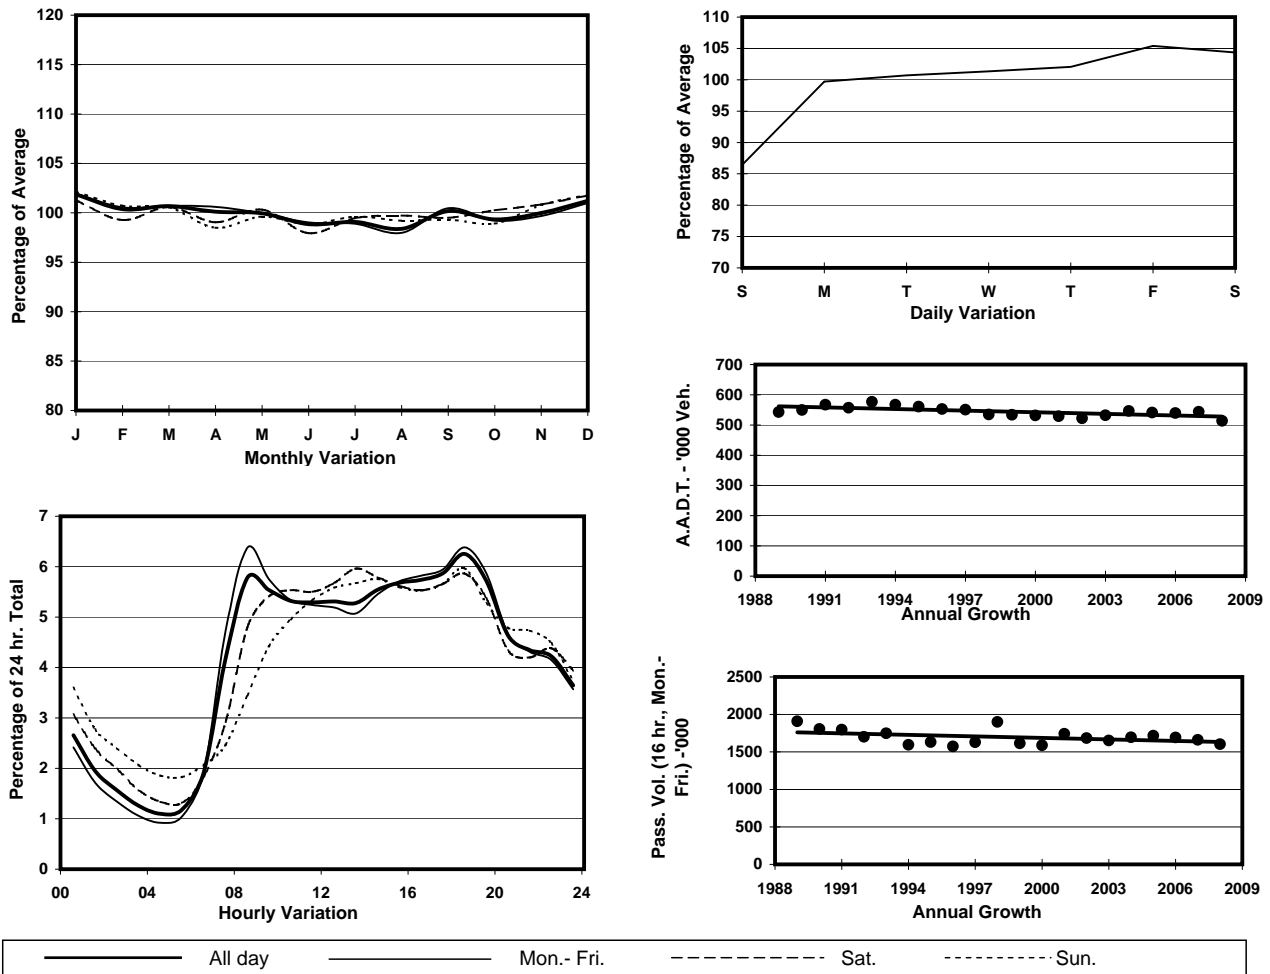 120
115
110
105
100
95
90
85
80
Percentage of Average
J F M A M J J A S O N D
Monthly Variation
110
105
100
95
90
85
80
75
70
Percentage of Average
S M T W T F S
Daily Variation
700
600
500
400
300
200
100
0
A.A.D.T. - '000 Veh.
1988 1991 1994 1997 2000 2003 2006 2009
Annual Growth
7
6
5
4
3
2
1
0
Percentage of 24 hr. Total
00 04 08 12 16 20 24
Hourly Variation
2500
2000
1500
1000
500
0
Pass. Vol. (16 hr., Mon.-
Fri.) -'000
1988 1991 1994 1997 2000 2003 2006 2009
Annual Growth
All day Mon.- Fri. Sat. Sun.